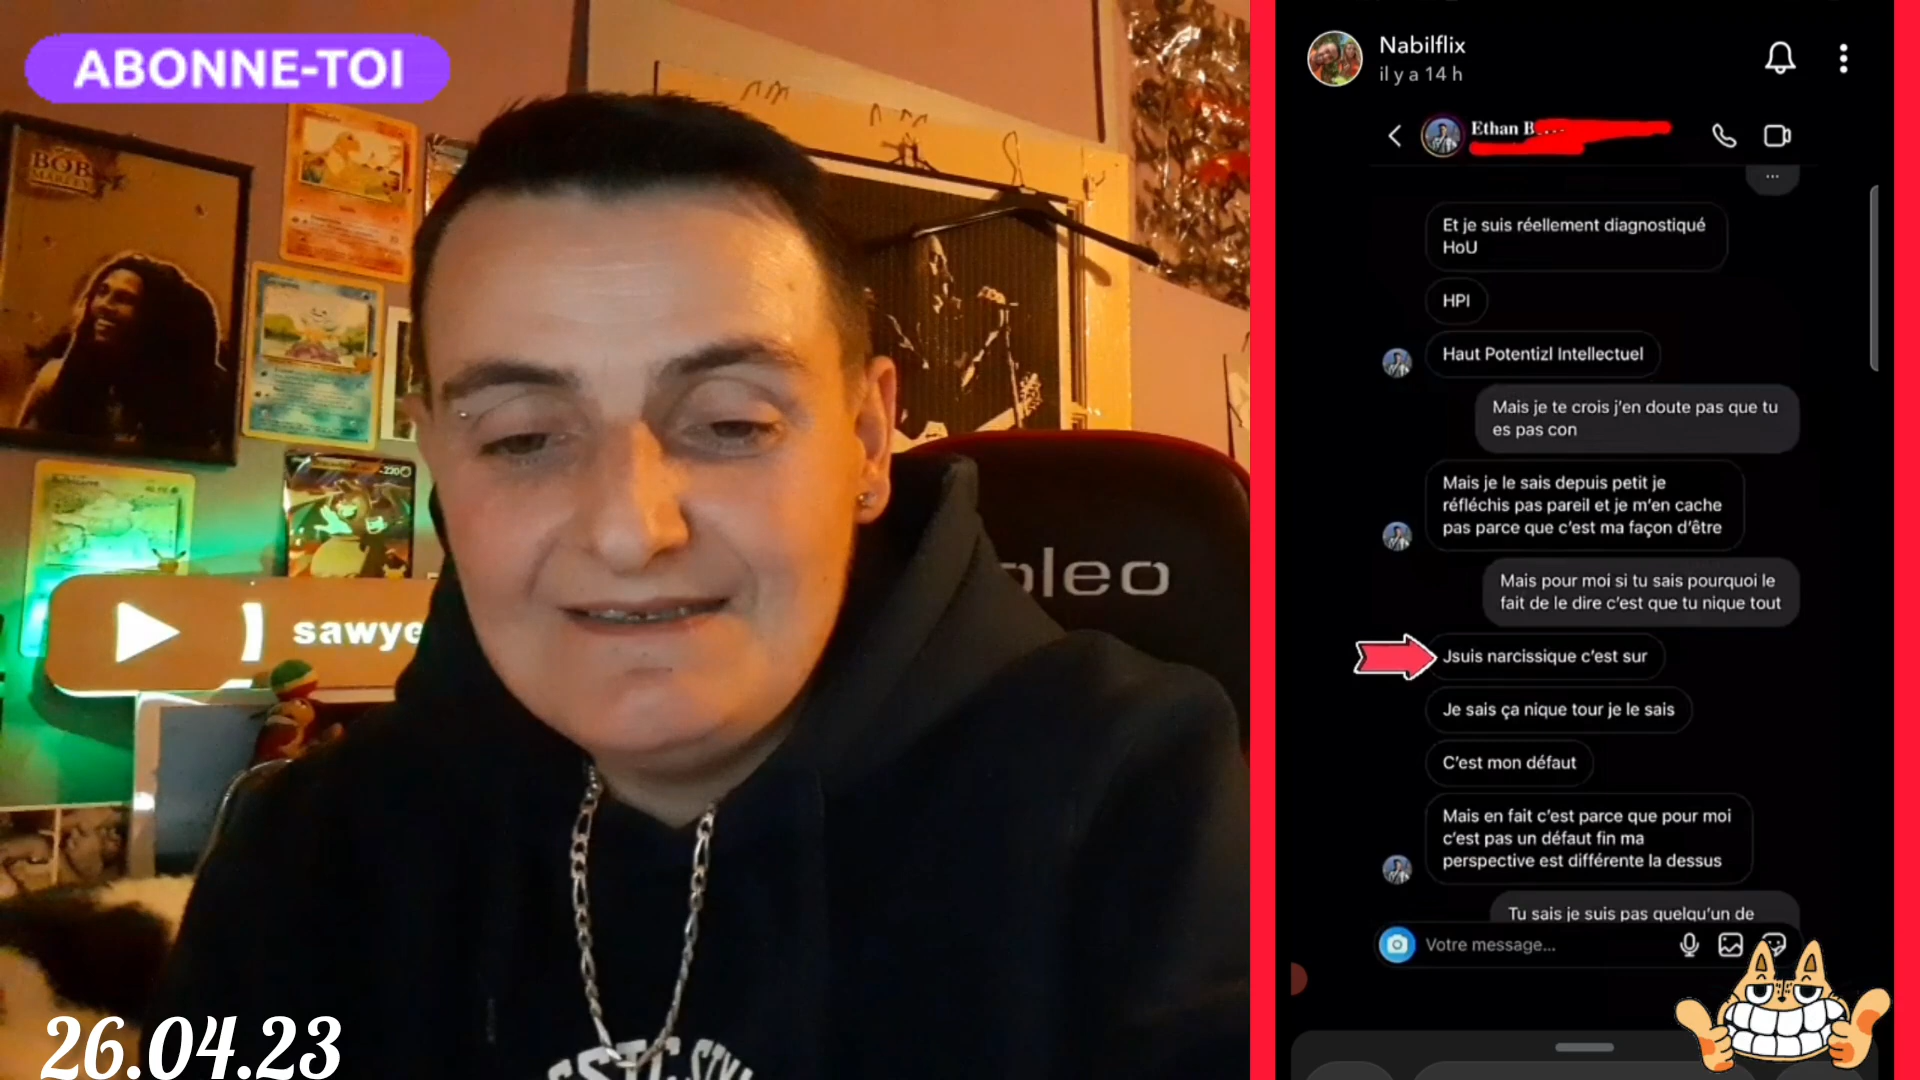 ABONNE-TOI
BOB
MARLEY
sawye
oleo
26.04.23
Nabilflix
il y a 14 h
Ethan B
...
Et je suis réellement diagnostiqué
HoU
HPI
Haut Potentizl Intellectuel
Mais je te crois j'en doute pas que tu
es pas con
Mais je le sais depuis petit je
réfléchis pas pareil et je m'en cache
pas parce que c'est ma façon d'être
Mais pour moi si tu sais pourquoi le
fait de le dire c'est que tu nique tout
Jsuis narcissique c'est sur
Je sais ça nique tour je le sais
C'est mon défaut
Mais en fait c'est parce que pour moi
c'est pas un défaut fin ma
perspective est différente la dessus
Tu sais je suis pas quelqu'un de
Votre message...